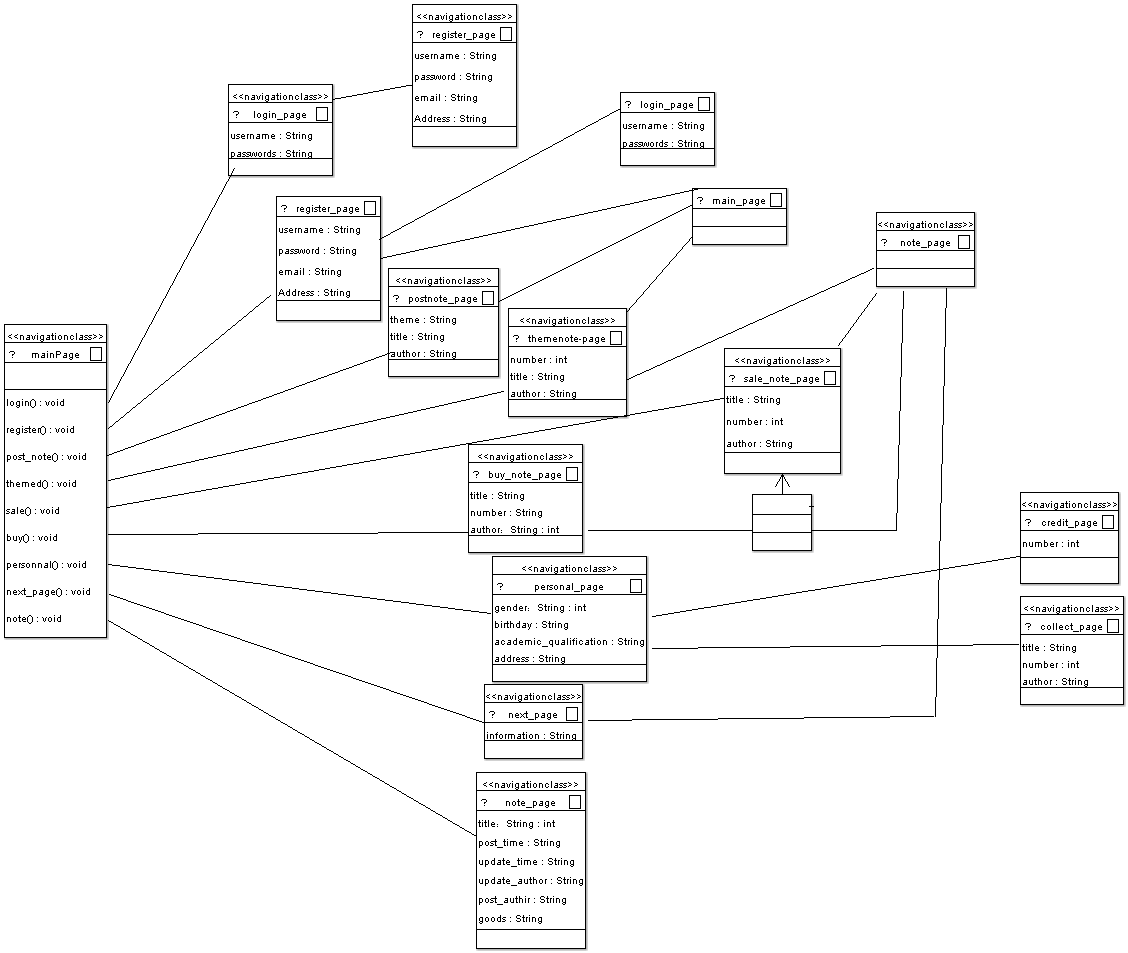 <<navigationclass>>
? register_page
username : String
password : String
email : String
Address : String
<<navigationclass>>
? login_page
username : String
passwords : String
? login_page
username : String
passwords : String
? register_page
username : String
password : String
email : String
Address : String
? main_page
<<navigationclass>>
? note_page
<<navigationclass>>
? postnote_page
theme : String
title : String
author : String
<<navigationclass>>
? themenote-page
number : int
title : String
author : String
<<navigationclass>>
? mainPage
login() : void
register() : void
post_note() : void
themed() : void
sale() : void
buy() : void
personnal() : void
next_page() : void
note() : void
<<navigationclass>>
? sale_note_page
title : String
number : int
author : String
<<navigationclass>>
? buy_note_page
title : String
number : String
author: String : int
<<navigationclass>>
? credit_page
number : int
<<navigationclass>>
? personal_page
gender: String : int
birthday : String
academic_qualification : String
address : String
<<navigationclass>>
? collect_page
title : String
number : int
author : String
<<navigationclass>>
? next_page
information : String
<<navigationclass>>
? note_page
title: String : int
post_time : String
update_time : String
update_author : String
post_authir : String
goods : String